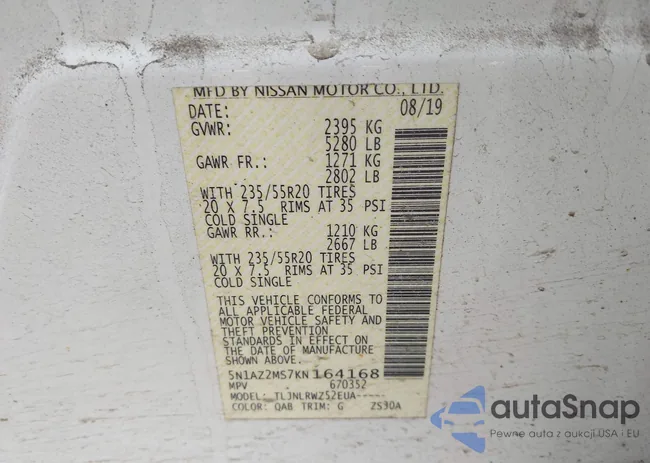 MFD BY NISSAN MOTOR CO., LTD.
DATE: 08/19
GVWR: 2395 KG
5280 LB
GAWR FR.: 1271 KG
2802 LB
WITH 235/55R20 TIRES
20 X 7.5 RIMS AT 35 PSI
COLD SINGLE
GAWR RR.: 1210 KG
2667 LB
WITH 235/55R20 TIRES
20 X 7.5 RIMS AT 35 PSI
COLD SINGLE
THIS VEHICLE CONFORMS TO
ALL APPLICABLE FEDERAL
MOTOR VEHICLE SAFETY AND
THEFT PREVENTION
STANDARDS IN EFFECT ON
THE DATE OF MANUFACTURE
SHOWN ABOVE.
5N1AZ2MS7KN164168
MPV 670352
MODEL: TLJNLRWZ52EUA-----
COLOR: QAB TRIM: G ZS30A
autaSnap
Pewne auta z aukcji USA i EU